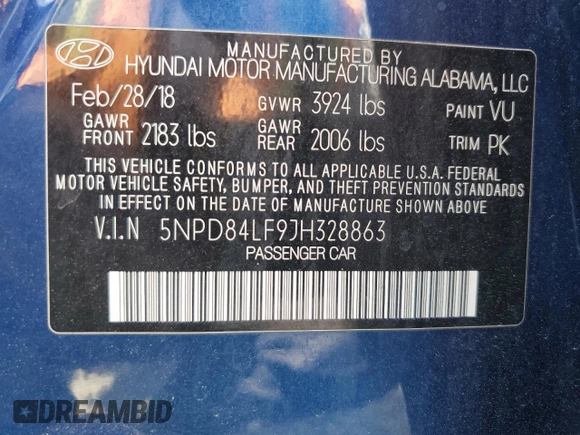 MANUFACTURED BY
HYUNDAI MOTOR MANUFACTURING ALABAMA, LLC
Feb/28/18 GVWR 3924 lbs PAINT VU
GAWR FRONT 2183 lbs GAWR REAR 2006 lbs TRIM PK
THIS VEHICLE CONFORMS TO ALL APPLICABLE U.S.A. FEDERAL
MOTOR VEHICLE SAFETY, BUMPER, AND THEFT PREVENTION STANDARDS
IN EFFECT ON THE DATE OF MANUFACTURE SHOWN ABOVE.
V.I.N 5NPD84LF9JH328863
PASSENGER CAR
DREAMBID